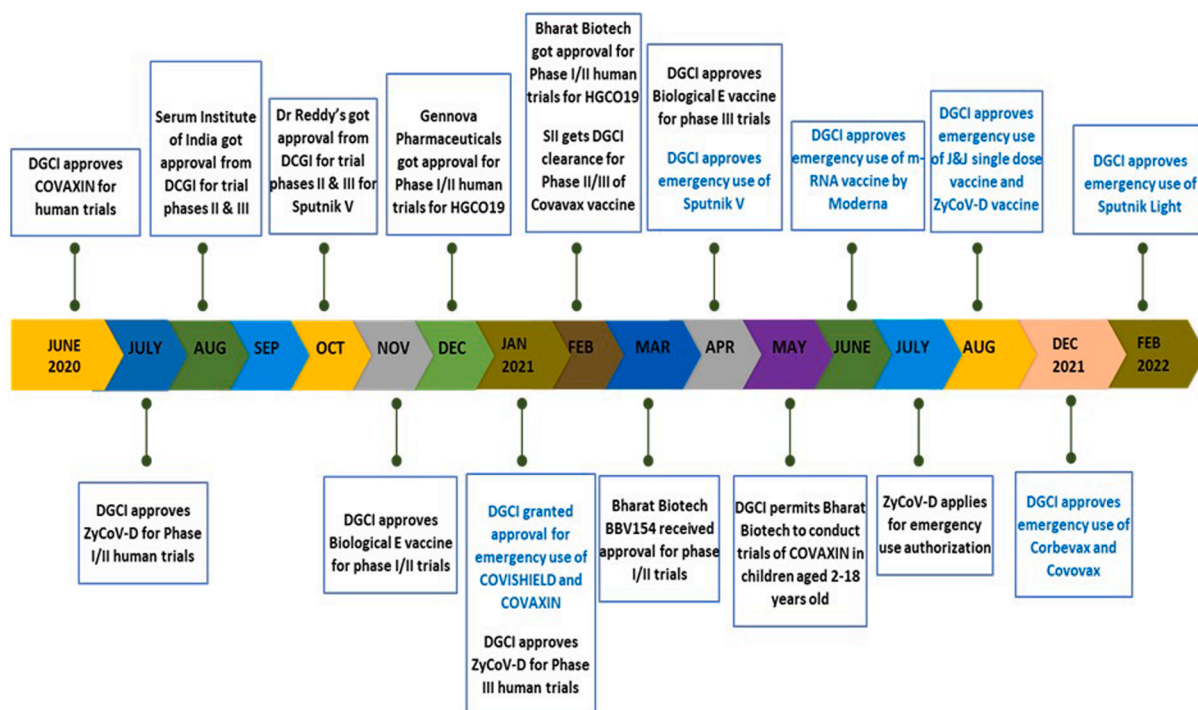 DGCI approves
COVAXIN for
human trials
Serum Institute
of India got
approval from
DCGI for trial
phases II & III
Dr Reddy's got
approval from
DCGI for trial
phases II & III for
Sputnik V
Gennova
Pharmaceuticals
got approval for
Phase I/II human
trials for HGCO19
Bharat Biotech
got approval for
Phase I/II human
trials for HGCO19
SII gets DGCI
clearance for
Phase II/III of
Covavax vaccine
DGCI approves
Biological E vaccine
for phase III trials
DGCI approves
emergency use of
Sputnik V
DGCI approves
emergency use of m-
RNA vaccine by
Moderna
DGCI approves
emergency use
of J&J single dose
vaccine and
ZyCoV-D vaccine
DGCI approves
emergency use of
Sputnik Light
JUNE
2020
JULY
AUG
SEP
OCT
NOV
DEC
JAN
2021
FEB
MAR
APR
MAY
JUNE
JULY
AUG
DEC
2021
FEB
2022
DGCI approves
ZyCoV-D for Phase
I/II human trials
DGCI approves
Biological E vaccine
for phase I/II trials
DGCI granted
approval for
emergency use of
COVISHIELD and
COVAXIN
DGCI approves
ZyCoV-D for Phase
III human trials
Bharat Biotech
BBV154 received
approval for phase
I/II trials
DGCI permits Bharat
Biotech to conduct
trials of COVAXIN in
children aged 2-18
years old
ZyCoV-D applies
for emergency
use authorization
DGCI approves
emergency use of
Corbevax and
Covovax